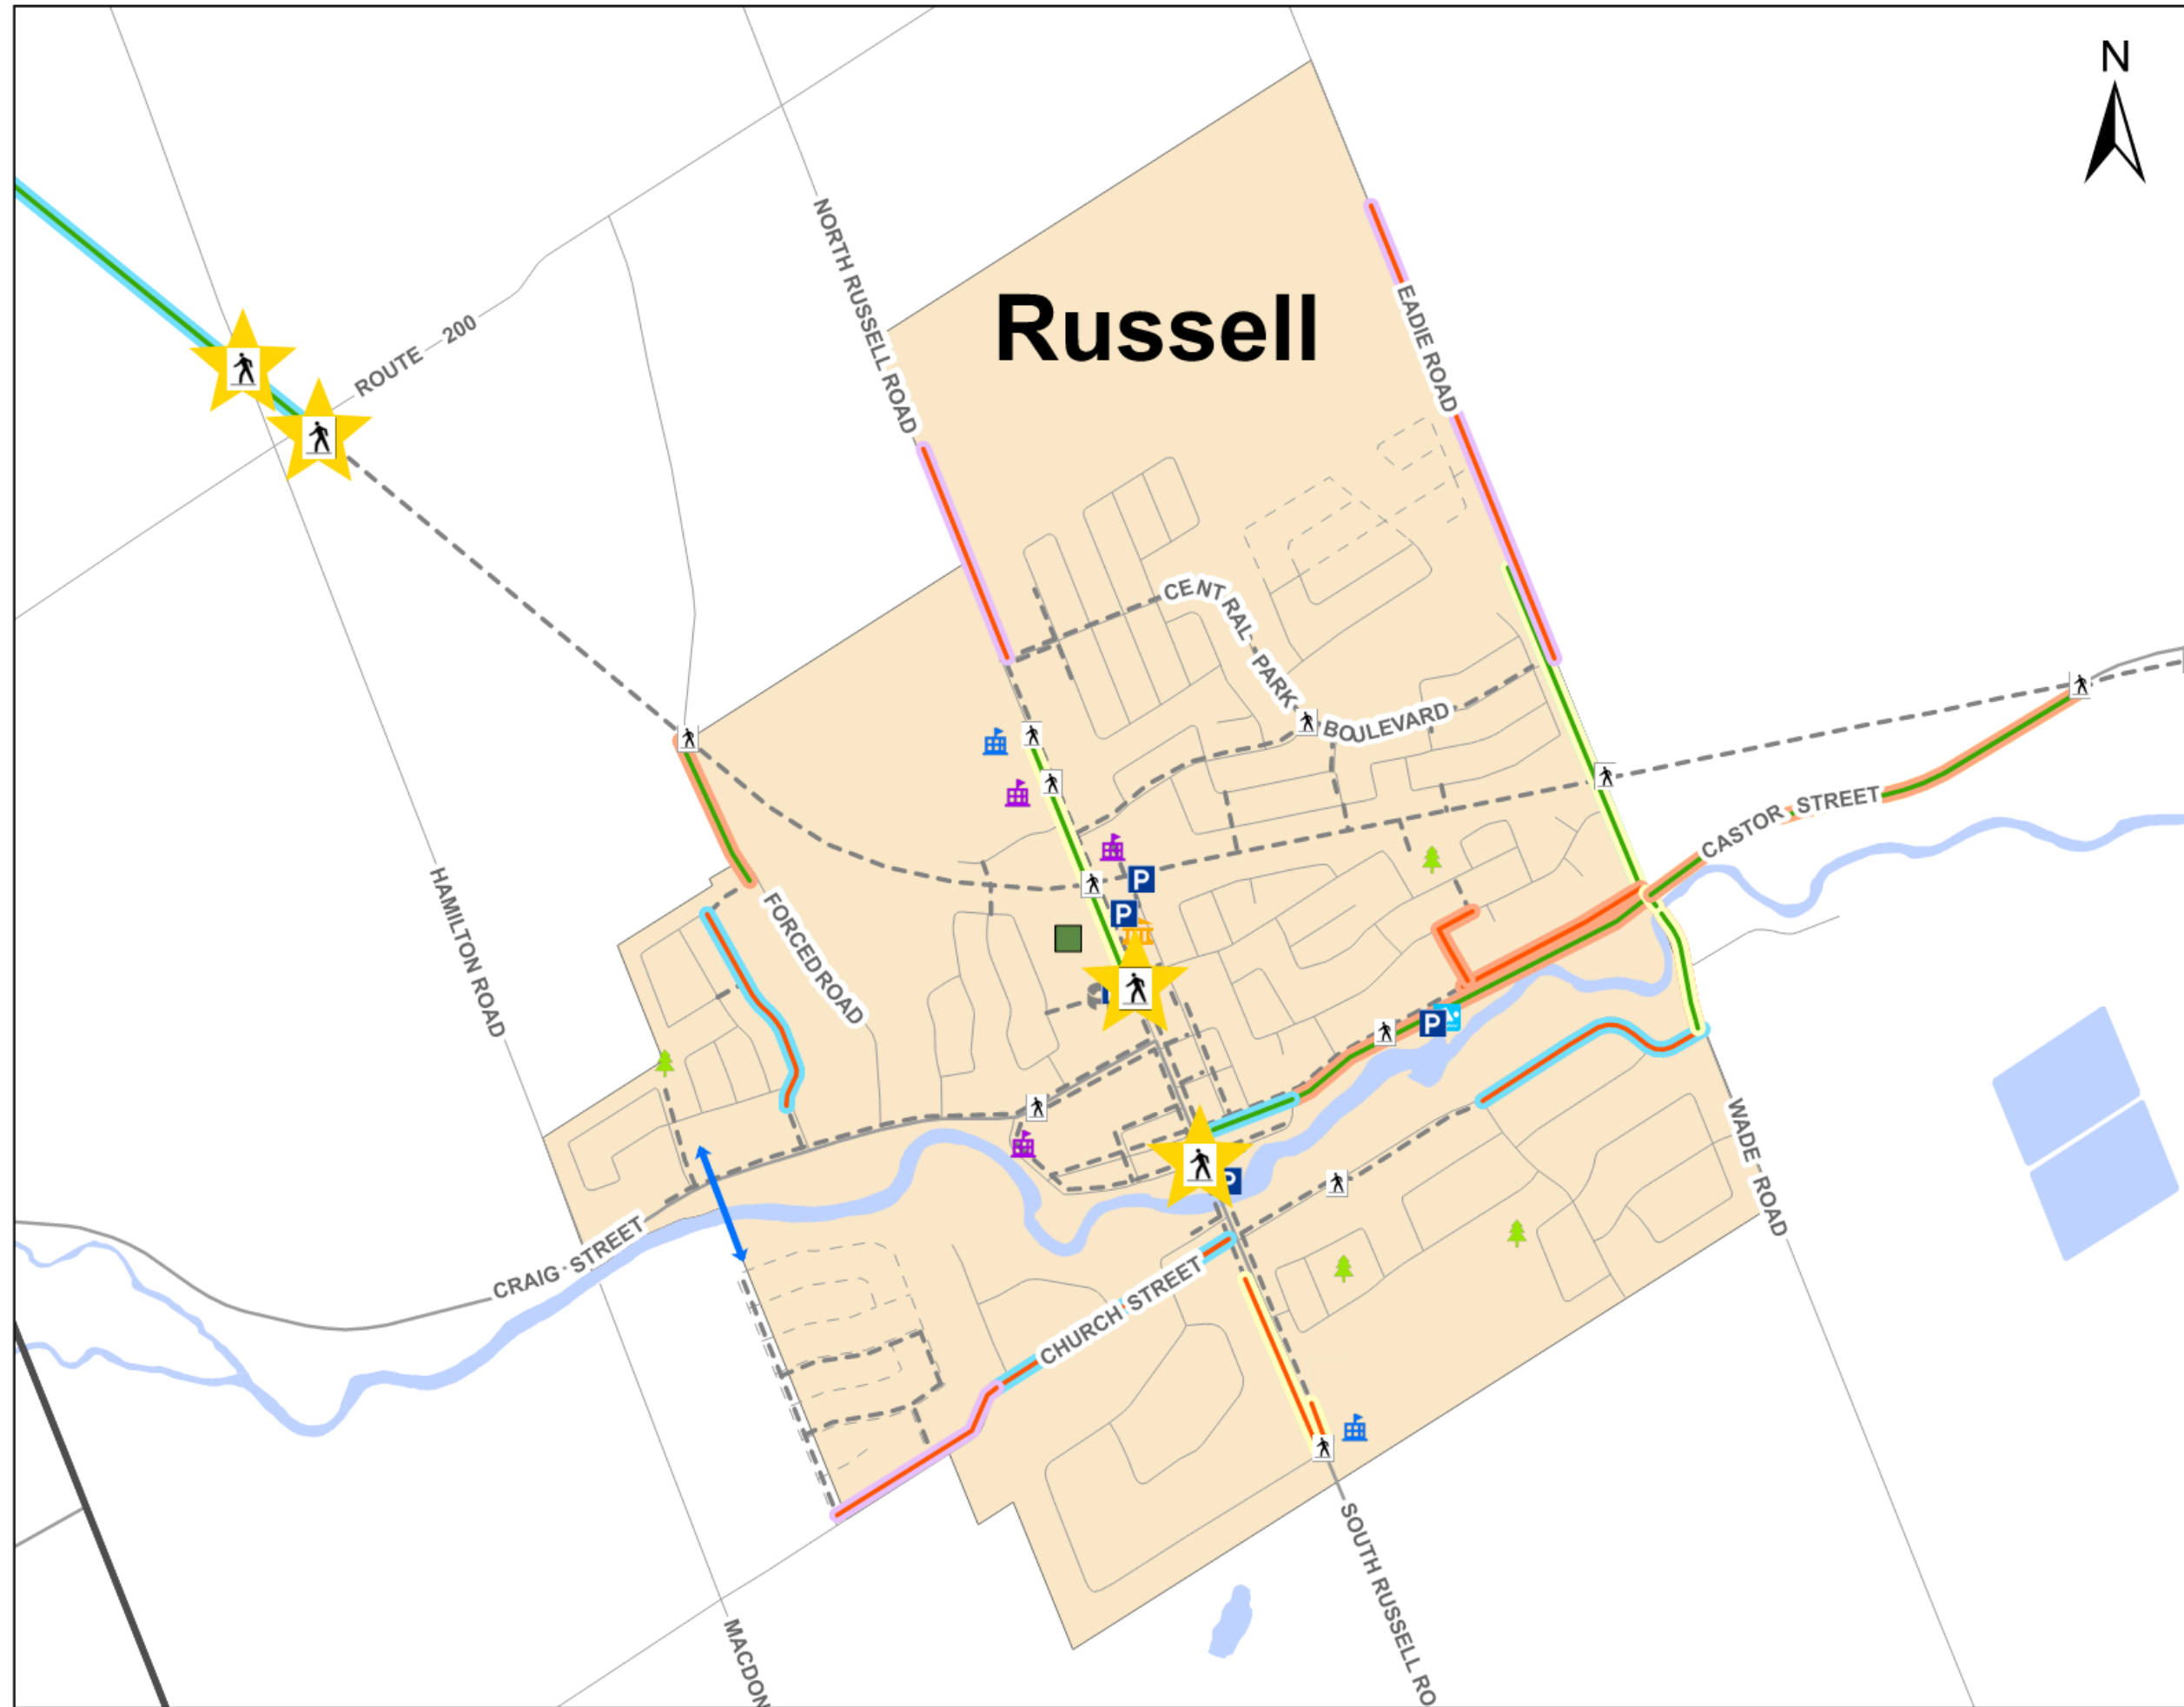 N
Russell
NORTH RUSSELL ROAD
EADIE ROAD
ROUTE 200
CENTRAL PARK BOULEVARD
CASTOR STREET
FORCED ROAD
HAMILTON ROAD
P
P
P
P
WADE ROAD
CRAIG STREET
CHURCH STREET
SOUTH RUSSELL RO
MACDON